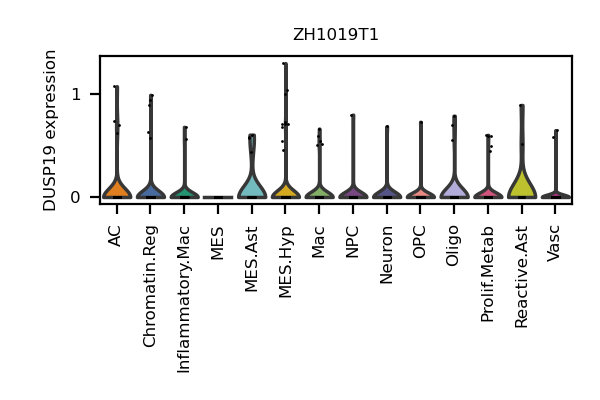 ZH1019T1
DUSP19 expression
1
0
AC
Chromatin.Reg
Inflammatory.Mac
MES
MES.Ast
MES.Hyp
Mac
NPC
Neuron
OPC
Oligo
Prolif.Metab
Reactive.Ast
Vasc